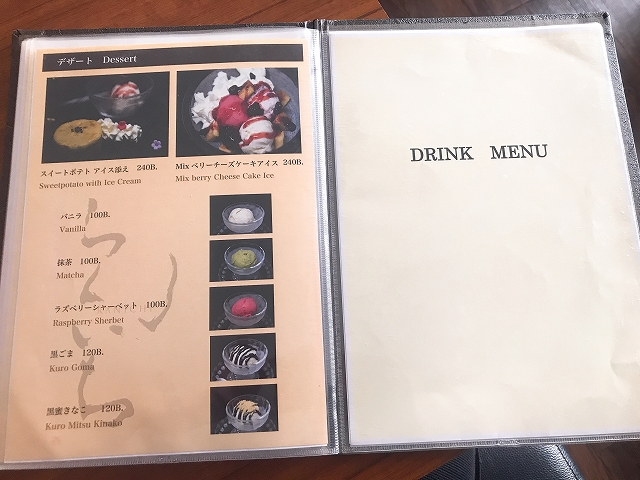 デザート Dessert
スイートポテト アイス添え 240B.
Sweetpotato with Ice Cream
Mix ベリーチーズケーキアイス 240B.
Mix berry Cheese Cake Ice
バニラ 100B.
Vanilla
抹茶 100B.
Matcha
ラズベリーシャーベット 100B.
Raspberry Sherbet
黒ごま 120B.
Kuro Goma
黒蜜きなこ 120B.
Kuro Mitsu Kinako
DRINK MENU